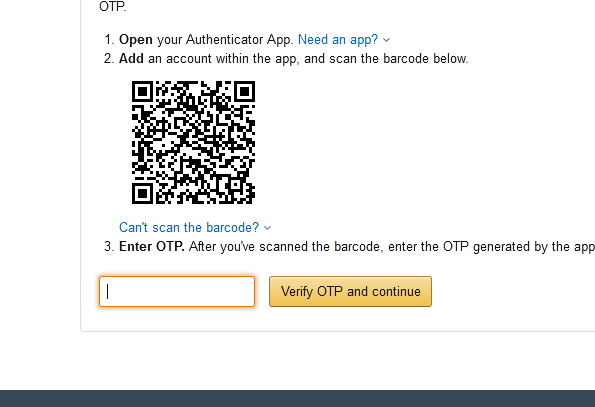 OTP.
1. Open your Authenticator App. Need an app?
2. Add an account within the app, and scan the barcode below.
Can't scan the barcode?
3. Enter OTP. After you've scanned the barcode, enter the OTP generated by the app
Verify OTP and continue